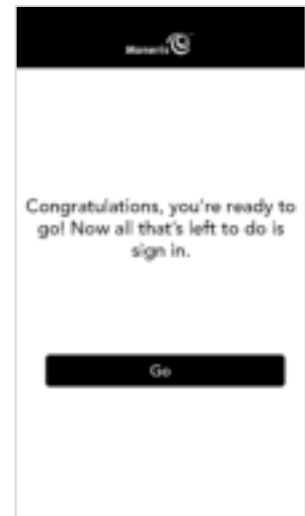 Moneris
Congratulations, you're ready to
go! Now all that's left to do is
sign in.
Go